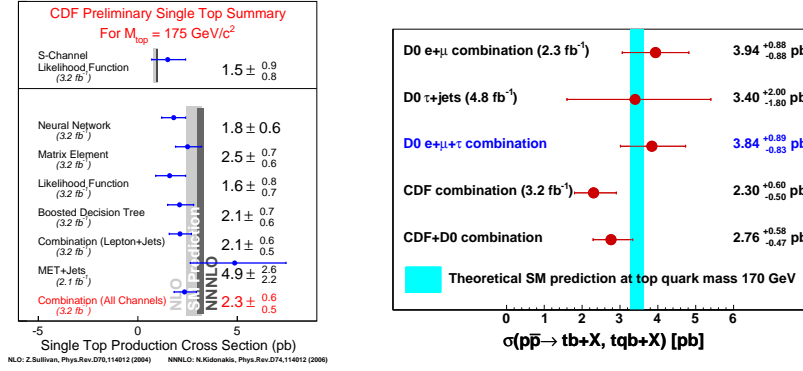 CDF Preliminary Single Top Summary
For M_top = 175 GeV/c²
S-Channel
Likelihood Function
(3.2 fb⁻¹)
1.5 ± 0.9 0.8
Neural Network
(3.2 fb⁻¹)
1.8 ± 0.6
Matrix Element
(3.2 fb⁻¹)
2.5 ± 0.7 0.6
Likelihood Function
(3.2 fb⁻¹)
1.6 ± 0.8 0.7
Boosted Decision Tree
(3.2 fb⁻¹)
2.1 ± 0.7 0.6
Combination (Lepton+Jets)
(3.2 fb⁻¹)
2.1 ± 0.6 0.5
MET+Jets
(2.1 fb⁻¹)
4.9 ± 2.6 2.2
Combination (All Channels)
(3.2 fb⁻¹)
2.3 ± 0.6 0.5
NLO
SM Prediction
NNNLO
-5 0 5
Single Top Production Cross Section (pb)
NLO: Z.Sullivan, Phys.Rev.D70,114012 (2004) NNNLO: N.Kidonakis, Phys.Rev.D74,114012 (2006)
D0 e+μ combination (2.3 fb⁻¹) 3.94 +0.88 -0.88 pb
D0 τ+jets (4.8 fb⁻¹) 3.40 +2.00 -1.80 pb
D0 e+μ+τ combination 3.84 +0.89 -0.83 pb
CDF combination (3.2 fb⁻¹) 2.30 +0.60 -0.50 pb
CDF+D0 combination 2.76 +0.58 -0.47 pb
Theoretical SM prediction at top quark mass 170 GeV
0 1 2 3 4 5 6
σ(pp̅→ tb+X, tqb+X) [pb]